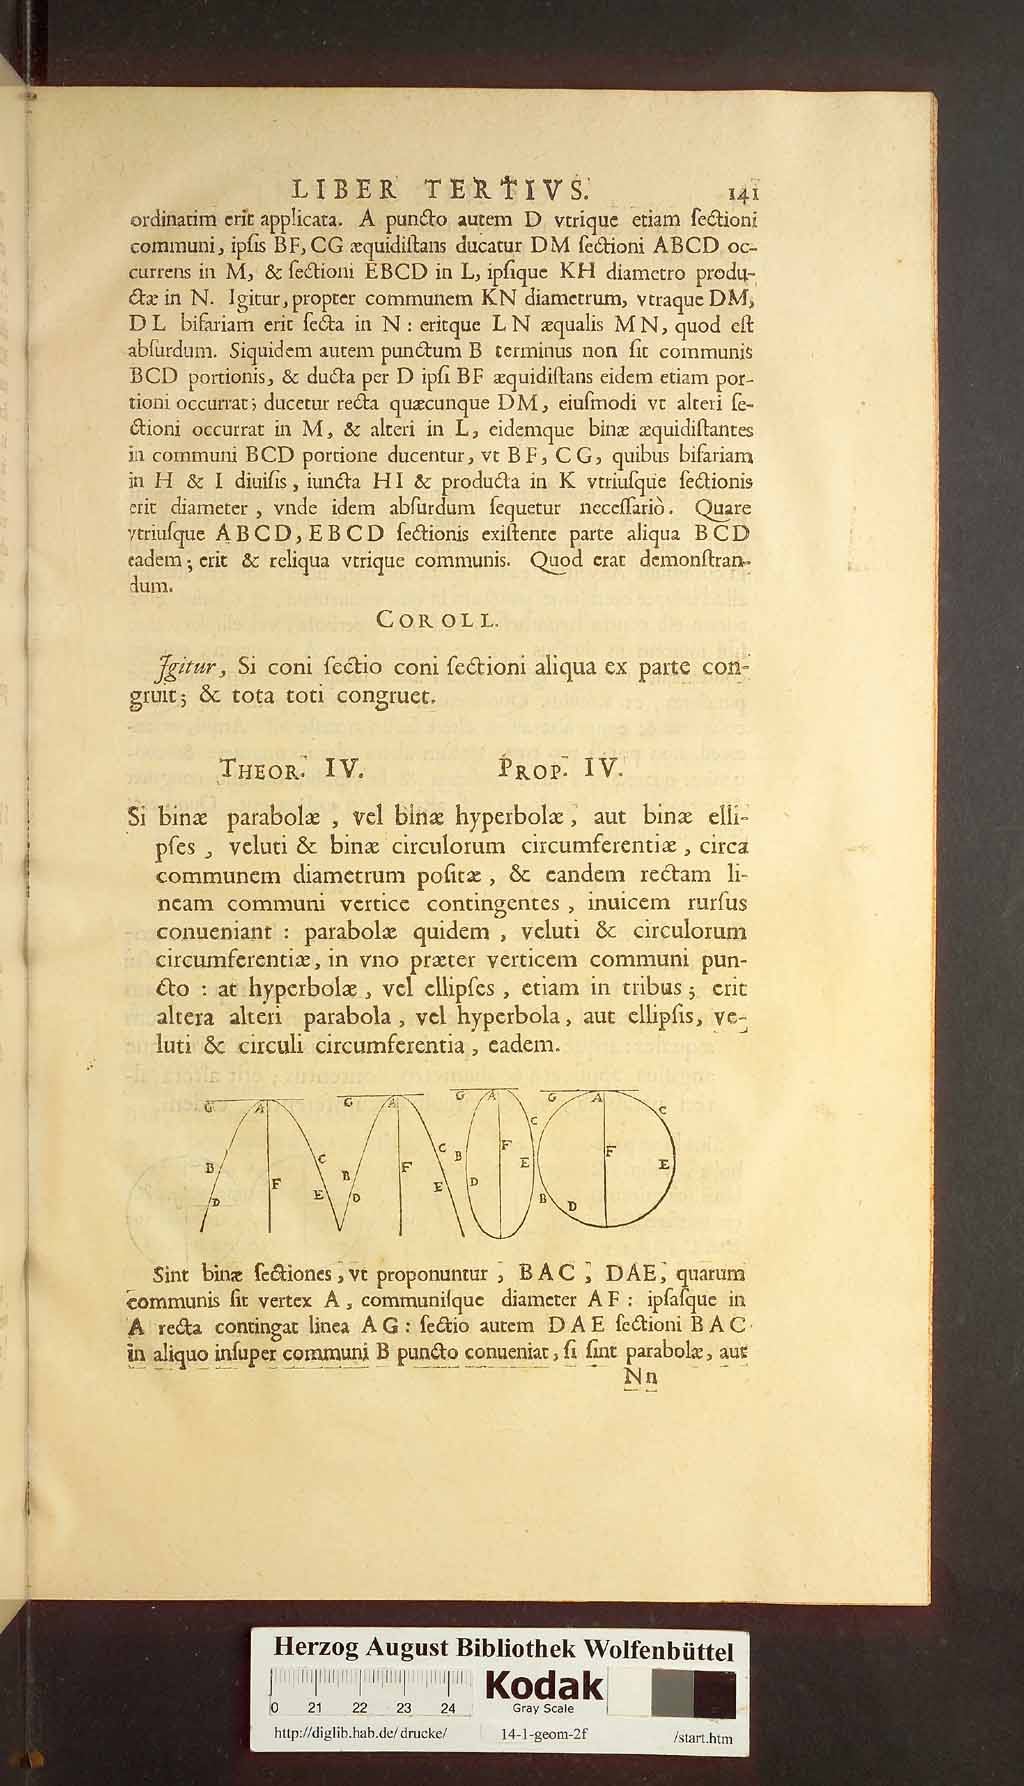 LIBER TERTIVS. 141
ordinatim erit applicata. A puncto autem D vtrique etiam ſectioni
communi, ipſis BF, CG æquidiſtans ducatur DM ſectioni ABCD oc-
currens in M, & ſectioni EBCD in L, ipſique KH diametro produ-
ctæ in N. Igitur, propter communem KN diametrum, vtraque DM,
DL bifariam erit ſecta in N : eritque LN æqualis MN, quod eſt
abſurdum. Siquidem autem punctum B terminus non ſit communis
BCD portionis, & ducta per D ipſi BF æquidiſtans eidem etiam por-
tioni occurrat; ducetur recta quæcunque DM, eiuſmodi vt alteri ſe-
ctioni occurrat in M, & alteri in L, eidemque binæ æquidiſtantes
in communi BCD portione ducentur, vt BF, CG, quibus bifariam
in H & I diuiſis, iuncta HI & producta in K vtriuſque ſectionis
erit diameter, vnde idem abſurdum ſequetur neceſſariò. Quare
vtriuſque ABCD, EBCD ſectionis exiſtente parte aliqua BCD
eadem; erit & reliqua vtrique communis. Quod erat demonſtran-
dum.
COROLL.
Igitur, Si coni ſectio coni ſectioni aliqua ex parte con-
gruit; & tota toti congruet.
THEOR. IV. PROP. IV.
Si binæ parabolæ, vel binæ hyperbolæ, aut binæ elli-
pſes, veluti & binæ circulorum circumferentiæ, circa
communem diametrum poſitæ, & eandem rectam li-
neam communi vertice contingentes, inuicem rurſus
conueniant : parabolæ quidem, veluti & circulorum
circumferentiæ, in vno præter verticem communi pun-
cto : at hyperbolæ, vel ellipſes, etiam in tribus; erit
altera alteri parabola, vel hyperbola, aut ellipſis, ve-
luti & circuli circumferentia, eadem.
G A B C D E F
G A B C D E F
G A B C D E F
G A B C D E F
Sint binæ ſectiones, vt proponuntur, BAC, DAE, quarum
communis ſit vertex A, communiſque diameter AF : ipſaſque in
A recta contingat linea AG : ſectio autem DAE ſectioni BAC
in aliquo inſuper communi B puncto conueniat, ſi ſint parabolæ, aut
Nn
Herzog August Bibliothek Wolfenbüttel
0 21 22 23 24
Kodak
Gray Scale
http://diglib.hab.de/drucke/ 14-1-geom-2f /start.htm